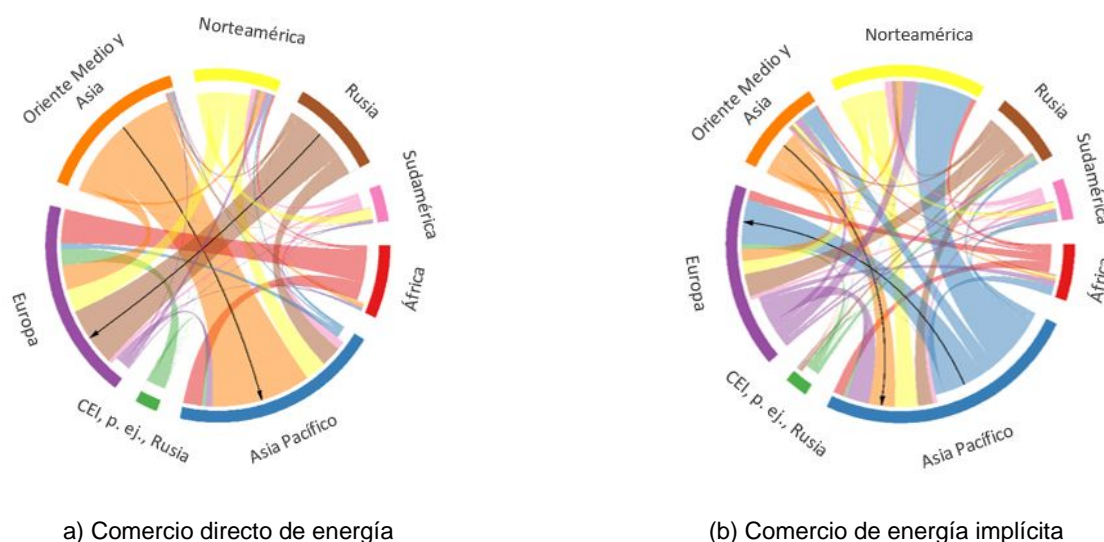 Norteamérica
Oriente Medio y
Asia
Rusia
Sudamérica
África
Asia Pacífico
CEI, p. ej., Rusia
Europa
a) Comercio directo de energía
Norteamérica
Oriente Medio y
Asia
Rusia
Sudamérica
África
Asia Pacífico
CEI, p. ej., Rusia
Europa
(b) Comercio de energía implícita